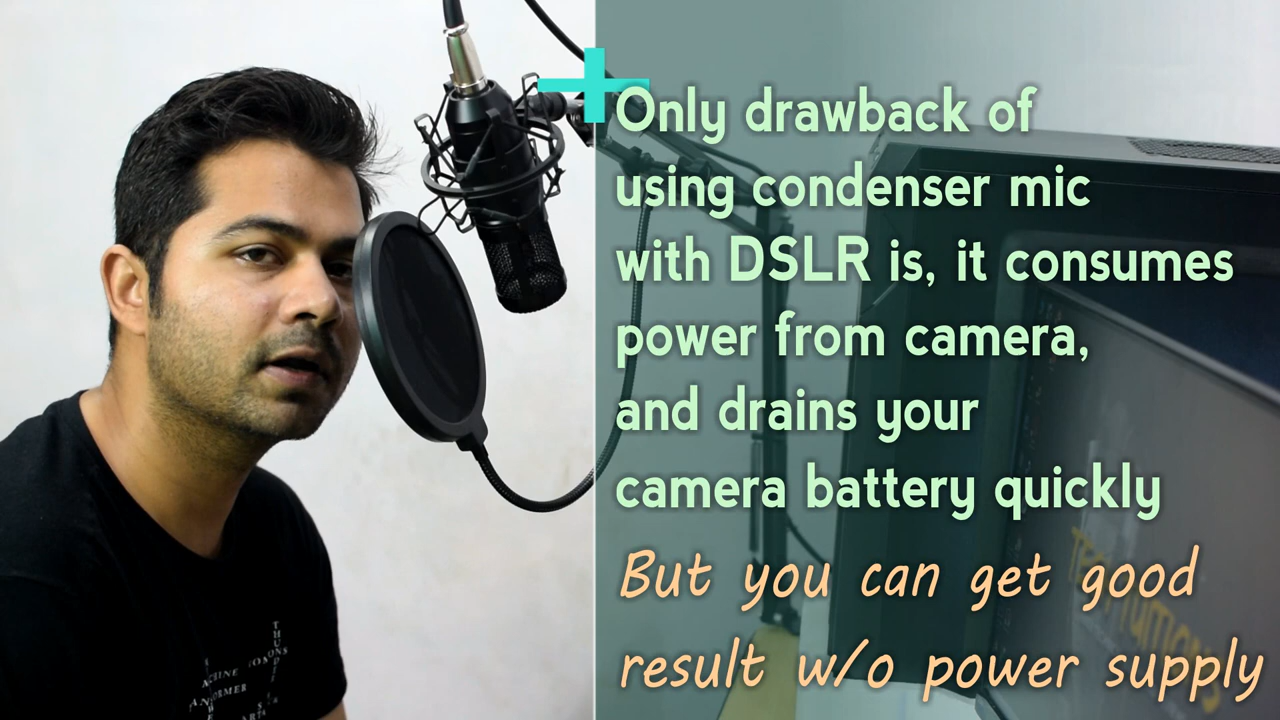 Only drawback of
using condenser mic
with DSLR is, it consumes
power from camera,
and drains your
camera battery quickly
But you can get good
result w/o power supply